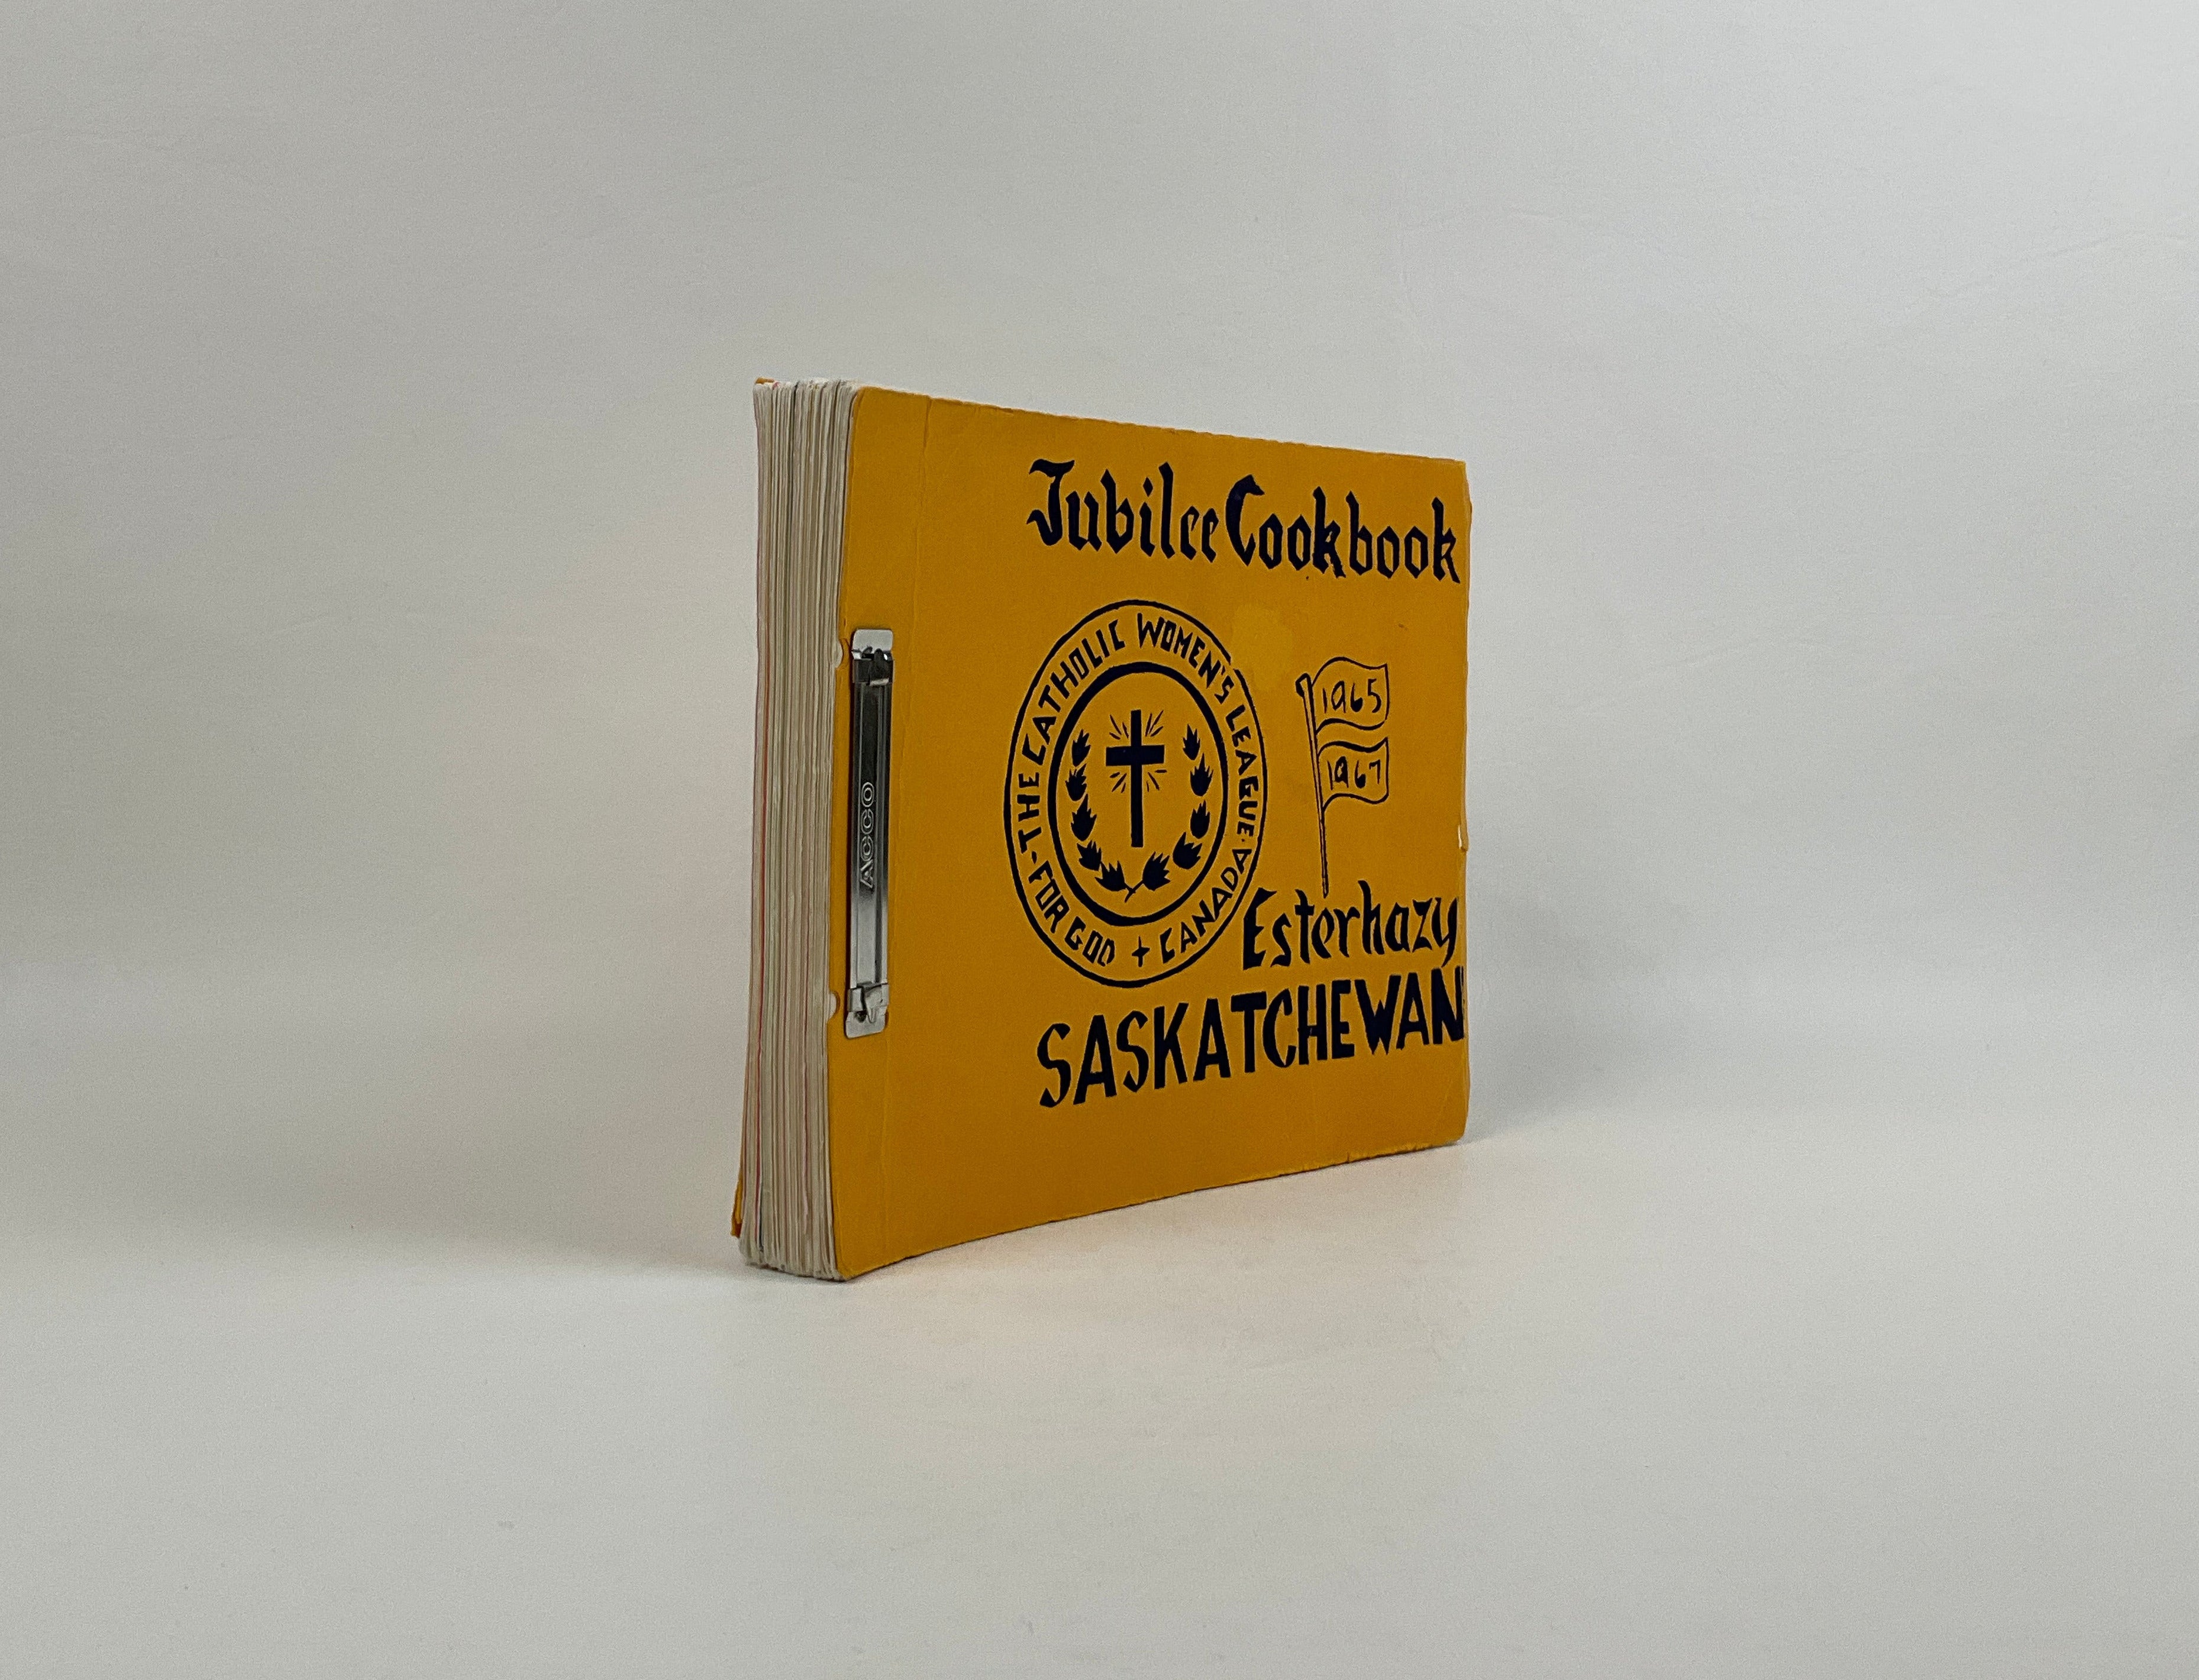 Jubilee Cookbook
THE CATHOLIC WOMEN'S LEAGUE · CANADA + FOR GOD ·
1965
1967
Esterhazy
SASKATCHEWAN
ACCO